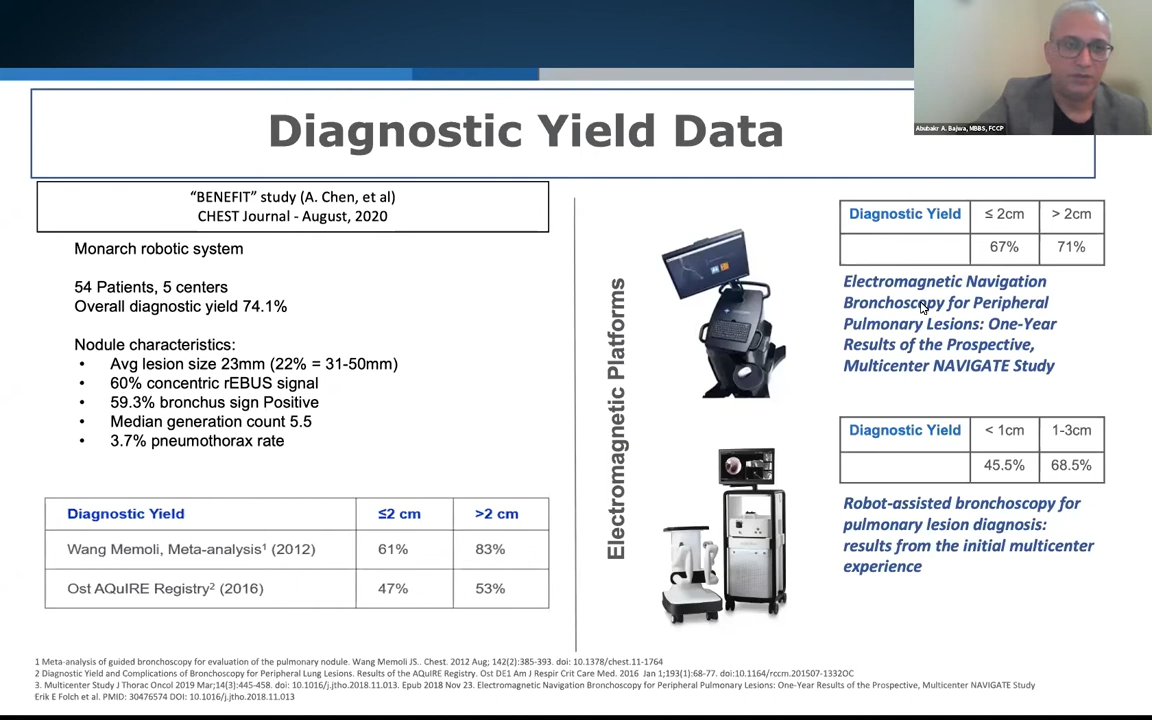 Abubakr A. Bajwa, MBBS, FCCP
Diagnostic Yield Data
“BENEFIT” study (A. Chen, et al)
CHEST Journal - August, 2020
Monarch robotic system
54 Patients, 5 centers
Overall diagnostic yield 74.1%
Nodule characteristics:
• Avg lesion size 23mm (22% = 31-50mm)
• 60% concentric rEBUS signal
• 59.3% bronchus sign Positive
• Median generation count 5.5
• 3.7% pneumothorax rate
Diagnostic Yield ≤2 cm >2 cm
Wang Memoli, Meta-analysis¹ (2012) 61% 83%
Ost AQuIRE Registry² (2016) 47% 53%
Electromagnetic Platforms
Diagnostic Yield ≤ 2cm > 2cm
67% 71%
Electromagnetic Navigation
Bronchoscopy for Peripheral
Pulmonary Lesions: One-Year
Results of the Prospective,
Multicenter NAVIGATE Study
Diagnostic Yield < 1cm 1-3cm
45.5% 68.5%
Robot-assisted bronchoscopy for
pulmonary lesion diagnosis:
results from the initial multicenter
experience
1 Meta-analysis of guided bronchoscopy for evaluation of the pulmonary nodule. Wang Memoli JS.. Chest. 2012 Aug; 142(2):385-393. doi: 10.1378/chest.11-1764
2 Diagnostic Yield and Complications of Bronchoscopy for Peripheral Lung Lesions. Results of the AQuIRE Registry. Ost DE1 Am J Respir Crit Care Med. 2016 Jan 1;193(1):68-77. doi:10.1164/rccm.201507-1332OC
3. Multicenter Study J Thorac Oncol 2019 Mar;14(3):445-458. doi: 10.1016/j.jtho.2018.11.013. Epub 2018 Nov 23. Electromagnetic Navigation Bronchoscopy for Peripheral Pulmonary Lesions: One-Year Results of the Prospective, Multicenter NAVIGATE Study
Erik E Folch et al. PMID: 30476574 DOI: 10.1016/j.jtho.2018.11.013